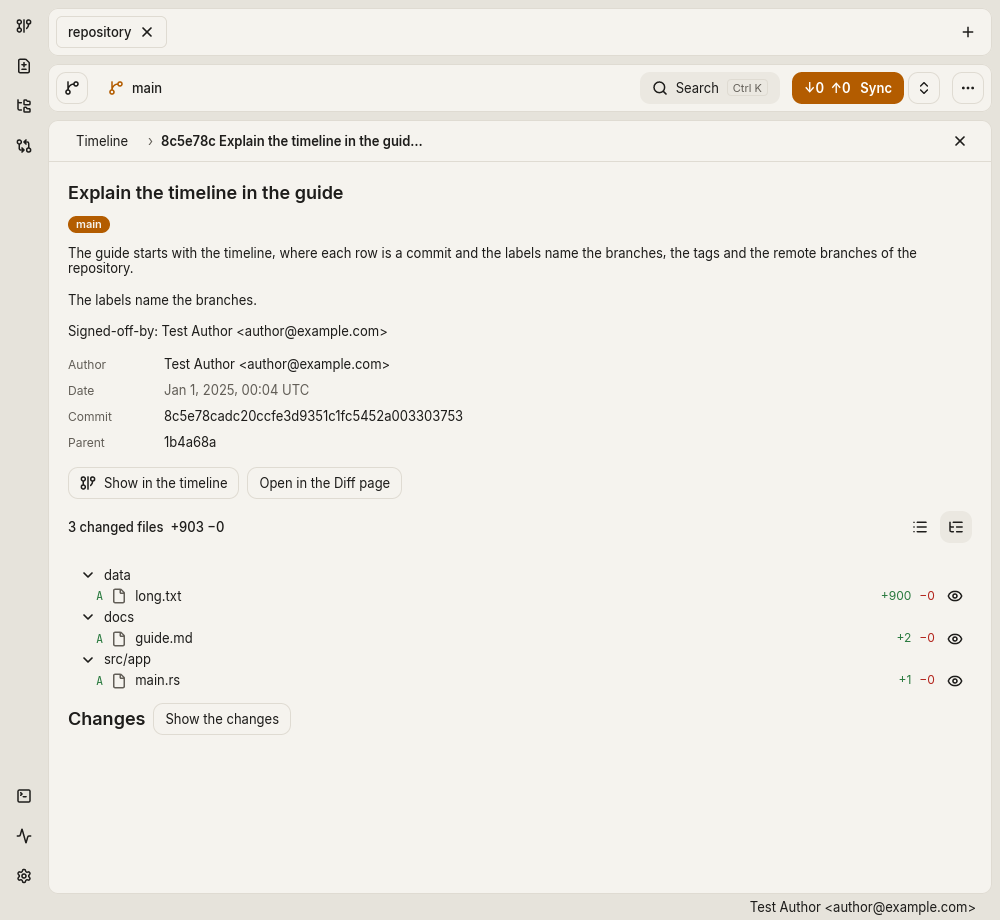 repository
main
Search Ctrl K
↓0 ↑0 Sync
Timeline › 8c5e78c Explain the timeline in the guid...
Explain the timeline in the guide
main
The guide starts with the timeline, where each row is a commit and the labels name the branches, the tags and the remote branches of the
repository.
The labels name the branches.
Signed-off-by: Test Author <author@example.com>
Author Test Author <author@example.com>
Date Jan 1, 2025, 00:04 UTC
Commit 8c5e78cadc20ccfe3d9351c1fc5452a003303753
Parent 1b4a68a
Show in the timeline Open in the Diff page
3 changed files +903 −0
data
A long.txt +900 −0
docs
A guide.md +2 −0
src/app
A main.rs +1 −0
Changes Show the changes
Test Author <author@example.com>